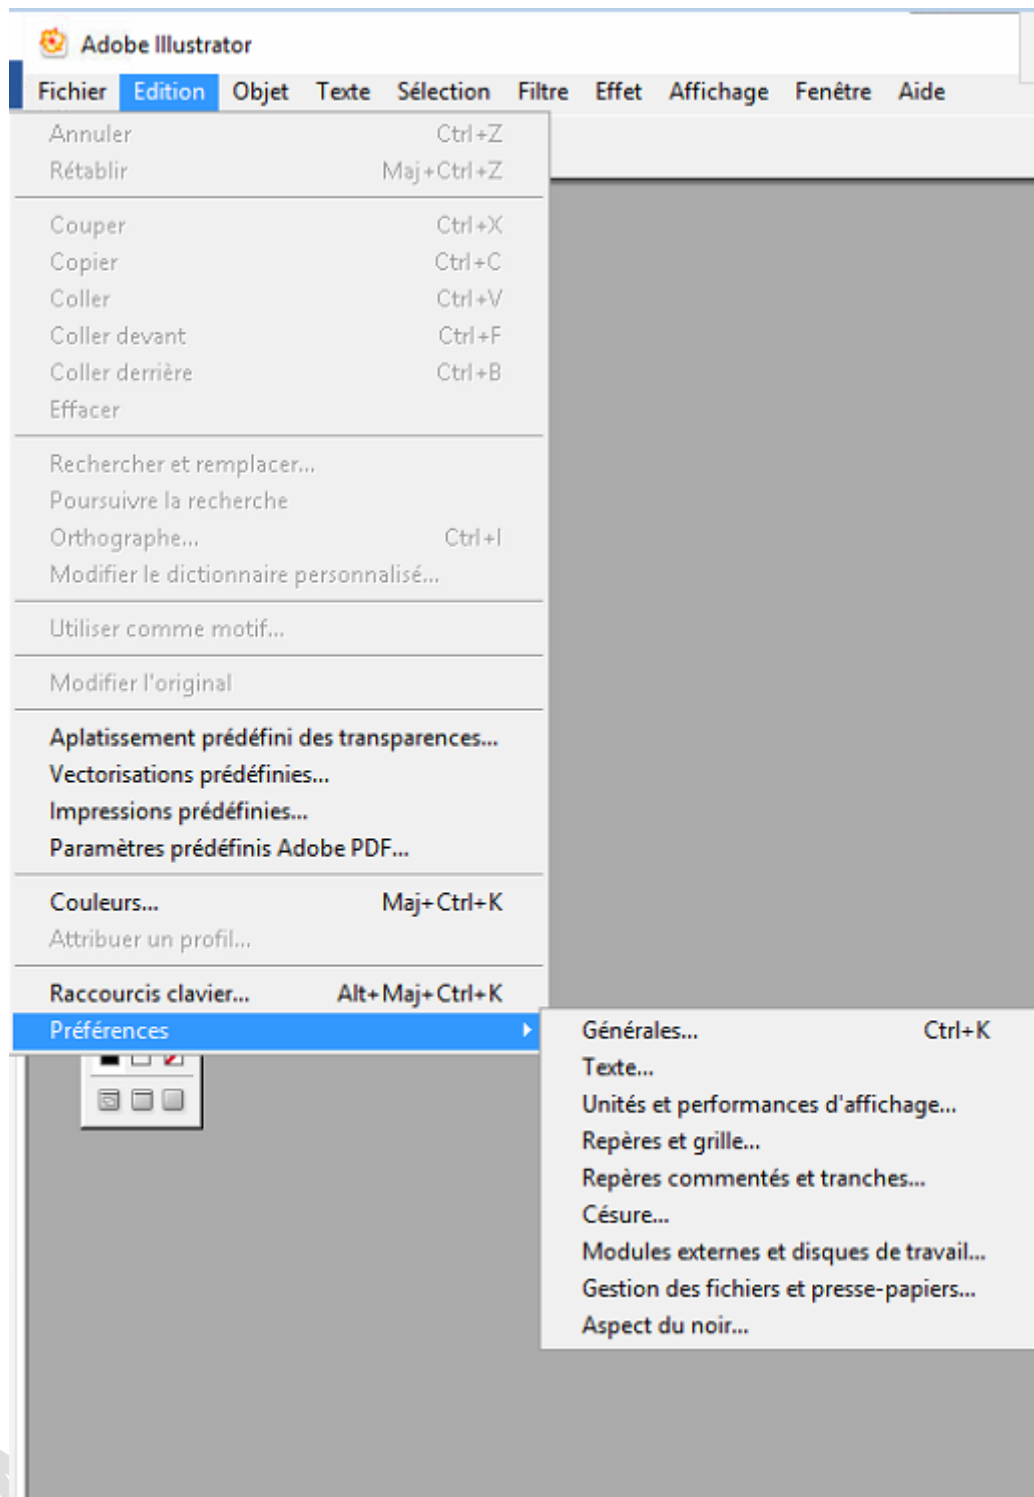 Adobe Illustrator
Fichier Edition Objet Texte Sélection Filtre Effet Affichage Fenêtre Aide
Annuler Ctrl+Z
Rétablir Maj+Ctrl+Z
Couper Ctrl+X
Copier Ctrl+C
Coller Ctrl+V
Coller devant Ctrl+F
Coller derrière Ctrl+B
Effacer
Rechercher et remplacer...
Poursuivre la recherche
Orthographe... Ctrl+I
Modifier le dictionnaire personnalisé...
Utiliser comme motif...
Modifier l'original
Aplatissement prédéfini des transparences...
Vectorisations prédéfinies...
Impressions prédéfinies...
Paramètres prédéfinis Adobe PDF...
Couleurs... Maj+Ctrl+K
Attribuer un profil...
Raccourcis clavier... Alt+Maj+Ctrl+K
Préférences
Générales... Ctrl+K
Texte...
Unités et performances d'affichage...
Repères et grille...
Repères commentés et tranches...
Césure...
Modules externes et disques de travail...
Gestion des fichiers et presse-papiers...
Aspect du noir...